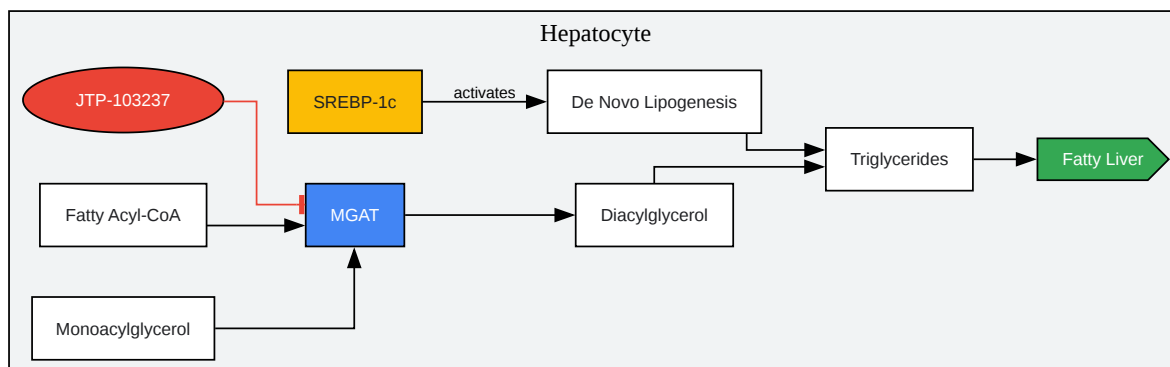 Hepatocyte
JTP-103237
SREBP-1c
activates
De Novo Lipogenesis
Triglycerides
Fatty Liver
Fatty Acyl-CoA
MGAT
Diacylglycerol
Monoacylglycerol